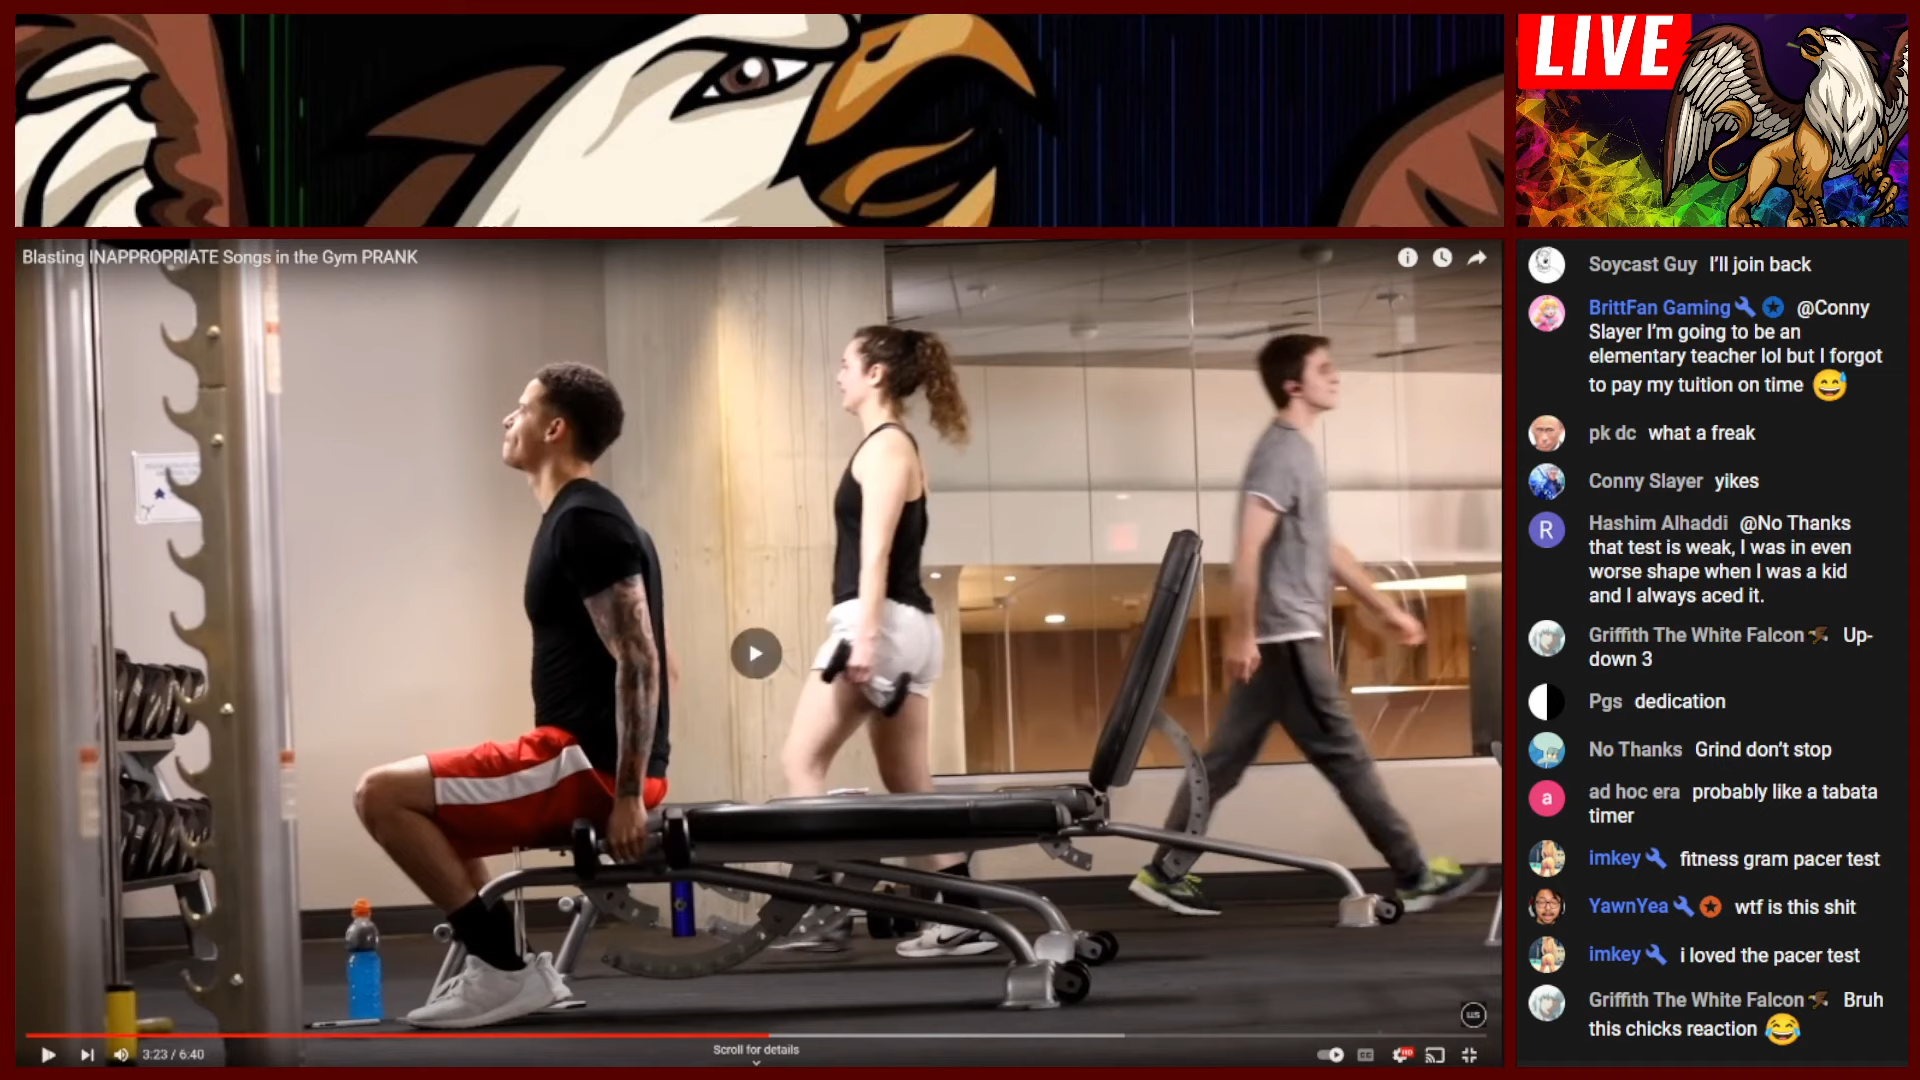 LIVE
Blasting INAPPROPRIATE Songs in the Gym PRANK
3:23 / 6:40
Scroll for details
CC
HD
Soycast Guy I'll join back
BrittFan Gaming @Conny
Slayer I'm going to be an
elementary teacher lol but I forgot
to pay my tuition on time 😅
pk dc what a freak
Conny Slayer yikes
R
Hashim Alhaddi @No Thanks
that test is weak, I was in even
worse shape when I was a kid
and I always aced it.
Griffith The White Falcon Up-
down 3
Pgs dedication
No Thanks Grind don't stop
a
ad hoc era probably like a tabata
timer
imkey fitness gram pacer test
YawnYea wtf is this shit
imkey i loved the pacer test
Griffith The White Falcon Bruh
this chicks reaction 😂